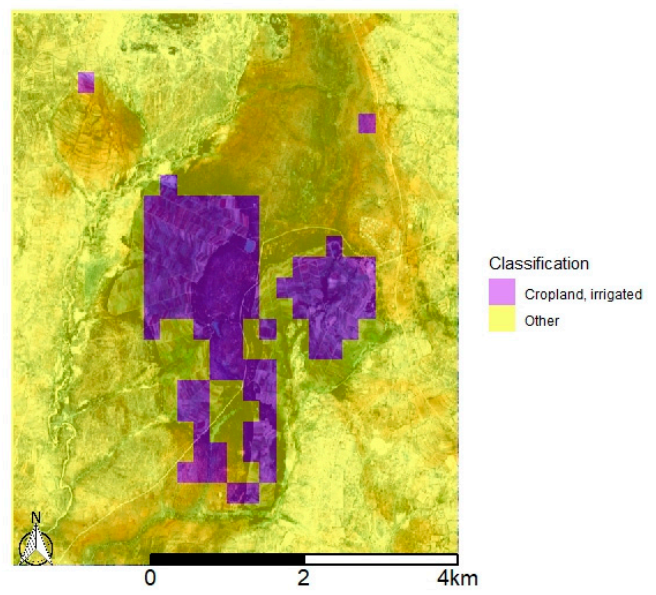 Classification
Cropland, irrigated
Other
N
0 2 4km